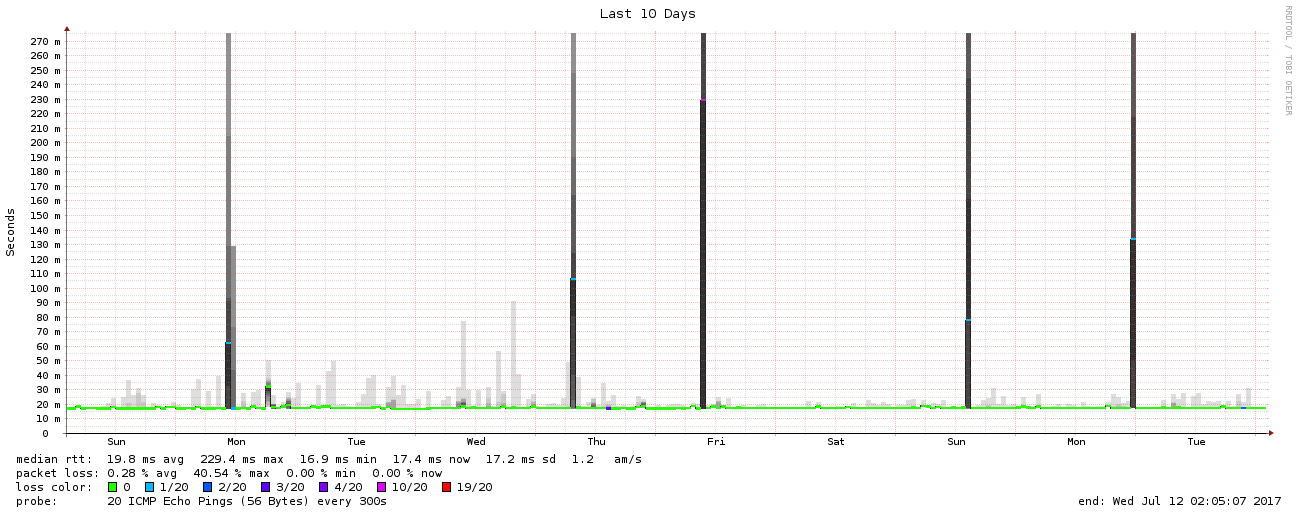 Last 10 Days
RRDTOOL / TOBI OETIKER
Seconds
270 m
260 m
250 m
240 m
230 m
220 m
210 m
200 m
190 m
180 m
170 m
160 m
150 m
140 m
130 m
120 m
110 m
100 m
90 m
80 m
70 m
60 m
50 m
40 m
30 m
20 m
10 m
0
Sun Mon Tue Wed Thu Fri Sat Sun Mon Tue
median rtt: 19.8 ms avg 229.4 ms max 16.9 ms min 17.4 ms now 17.2 ms sd 1.2 am/s
packet loss: 0.28 % avg 40.54 % max 0.00 % min 0.00 % now
loss color: 0 1/20 2/20 3/20 4/20 10/20 19/20
probe: 20 ICMP Echo Pings (56 Bytes) every 300s end: Wed Jul 12 02:05:07 2017